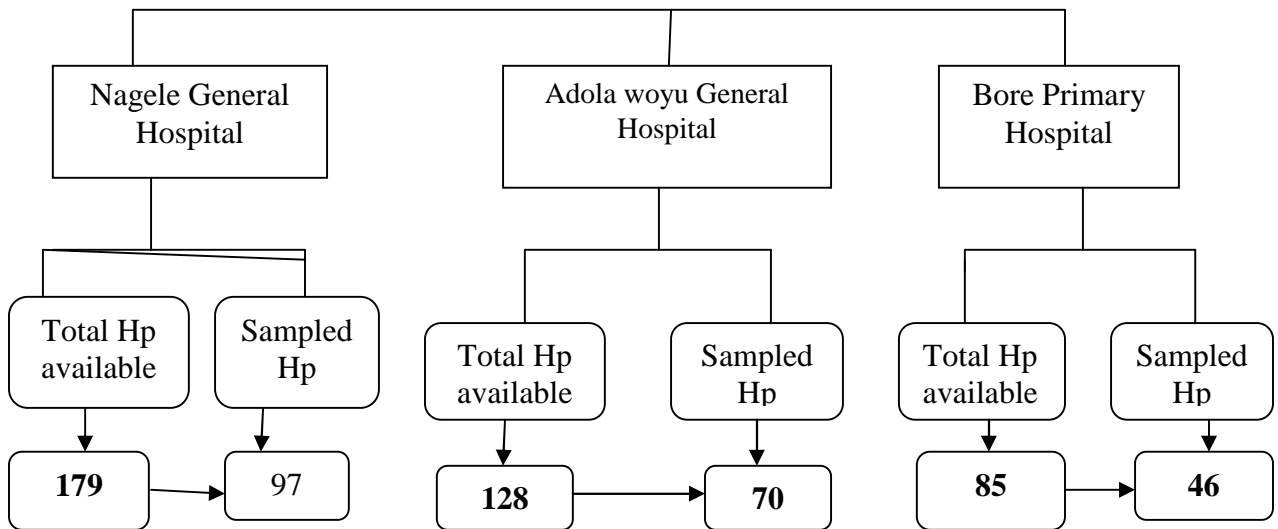 Nagele General
Hospital
Adola woyu General
Hospital
Bore Primary
Hospital
Total Hp
available
Sampled
Hp
Total Hp
available
Sampled
Hp
Total Hp
available
Sampled
Hp
179
97
128
70
85
46